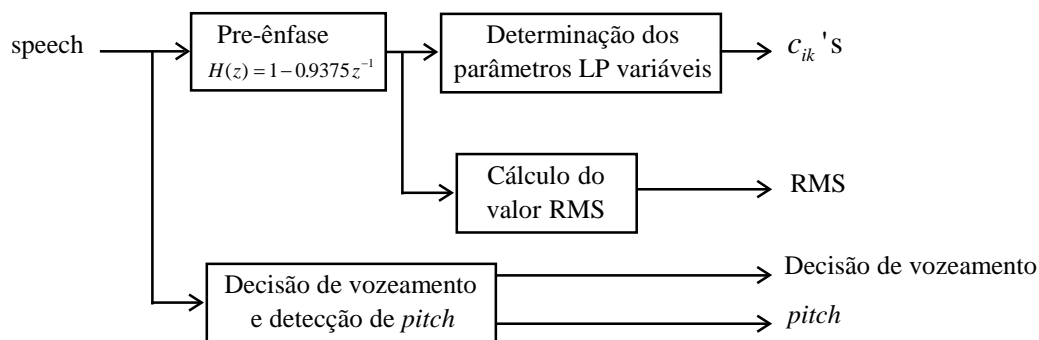 speech
Pre-ênfase
H(z) = 1 − 0.9375z⁻¹
Determinação dos
parâmetros LP variáveis
c_{ik}'s
Cálculo do
valor RMS
RMS
Decisão de vozeamento
e detecção de pitch
Decisão de vozeamento
pitch